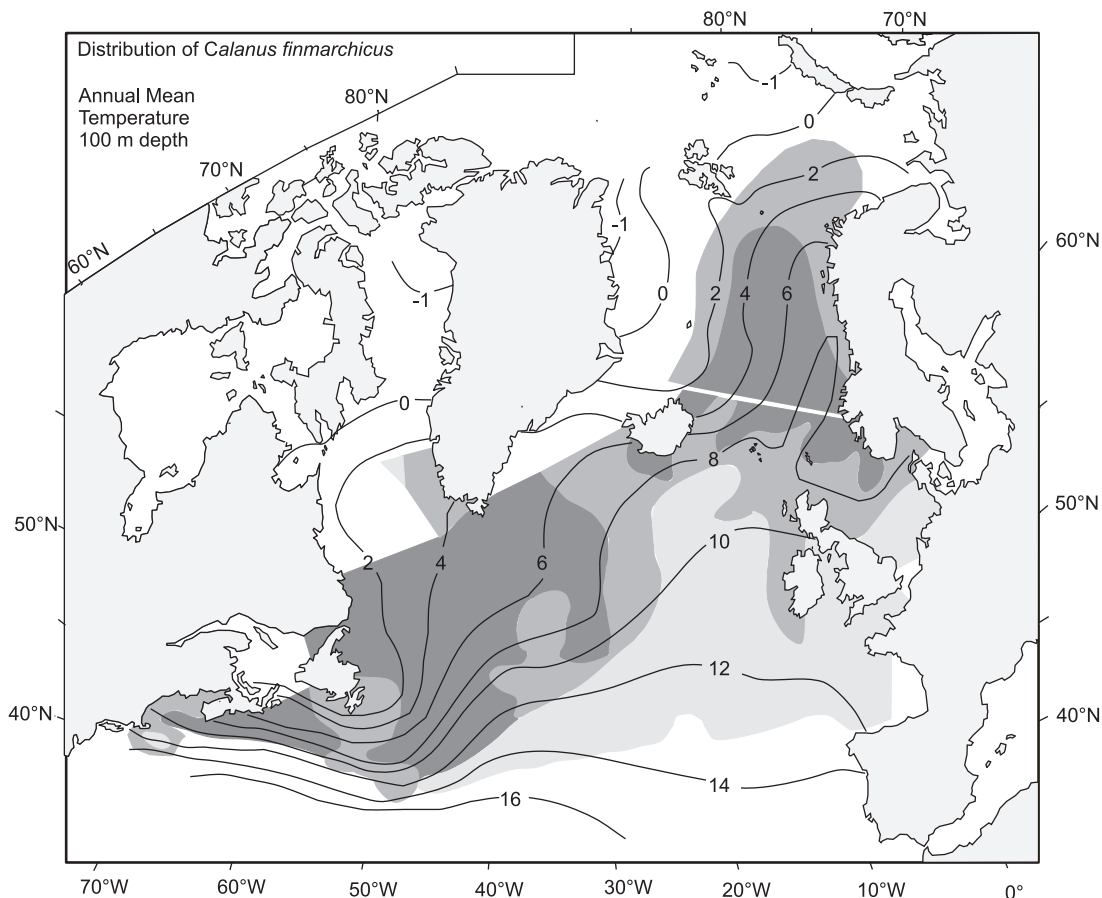 80°N 70°N
Distribution of Calanus finmarchicus
Annual Mean
Temperature
100 m depth
80°N
70°N
60°N
-1
0
2
-1
60°N
-1
0
2
4
6
0
8
50°N
50°N
10
2
4
6
12
40°N
40°N
14
16
70°W 60°W 50°W 40°W 30°W 20°W 10°W 0°